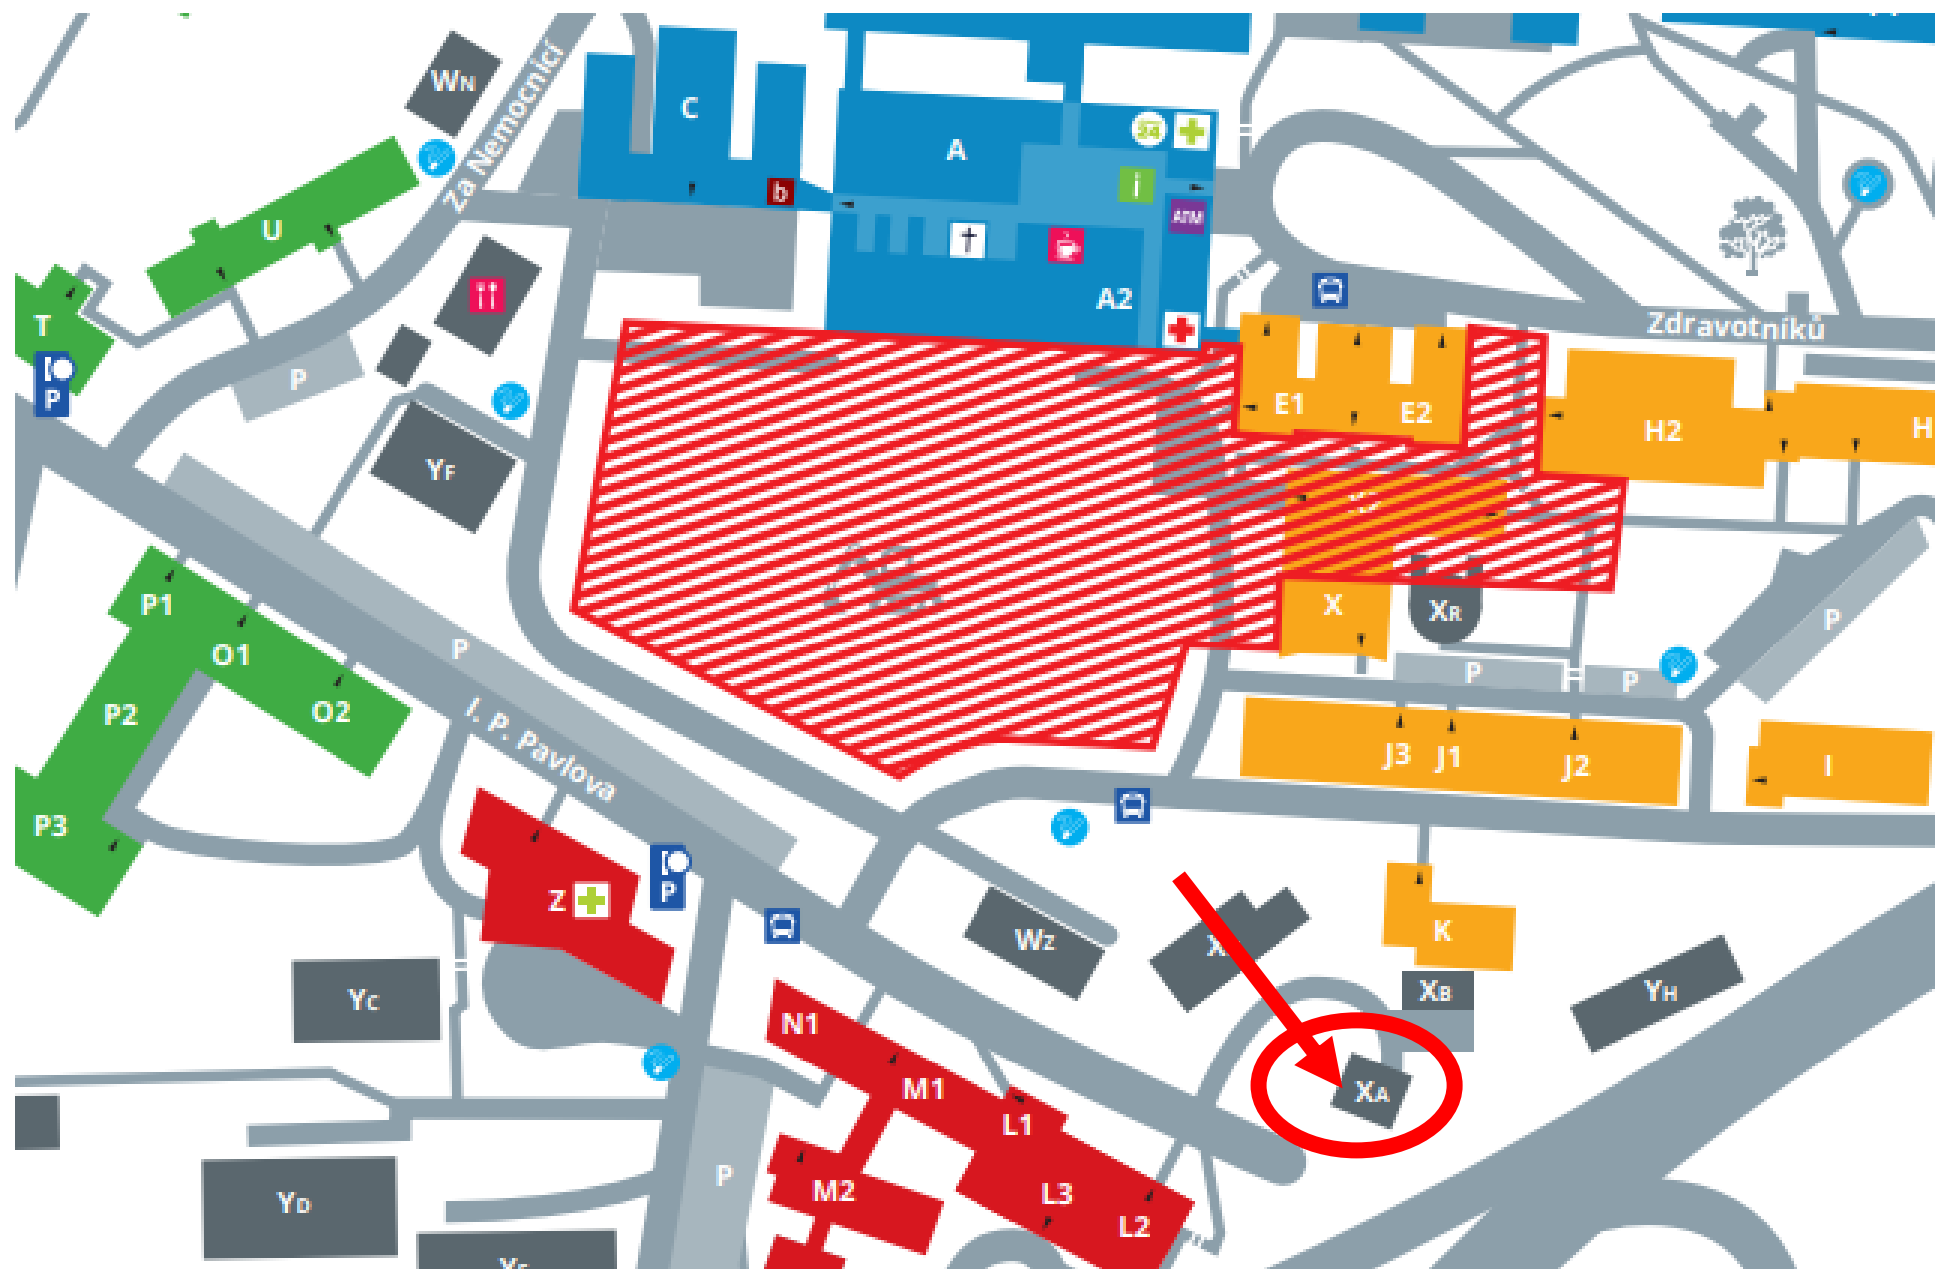 WN
Za Nemocnicí
C
A
24
b
i
ATM
U
A2
T
Zdravotníků
P
P
E1
E2
H2
H
YF
P1
X
XR
P
O1
P
P
P
P2
O2
I. P. Pavlova
J3
J1
J2
I
P3
Z
P
K
WZ
X
YC
XB
YH
N1
M1
XA
L1
P
M2
L3
YD
L2